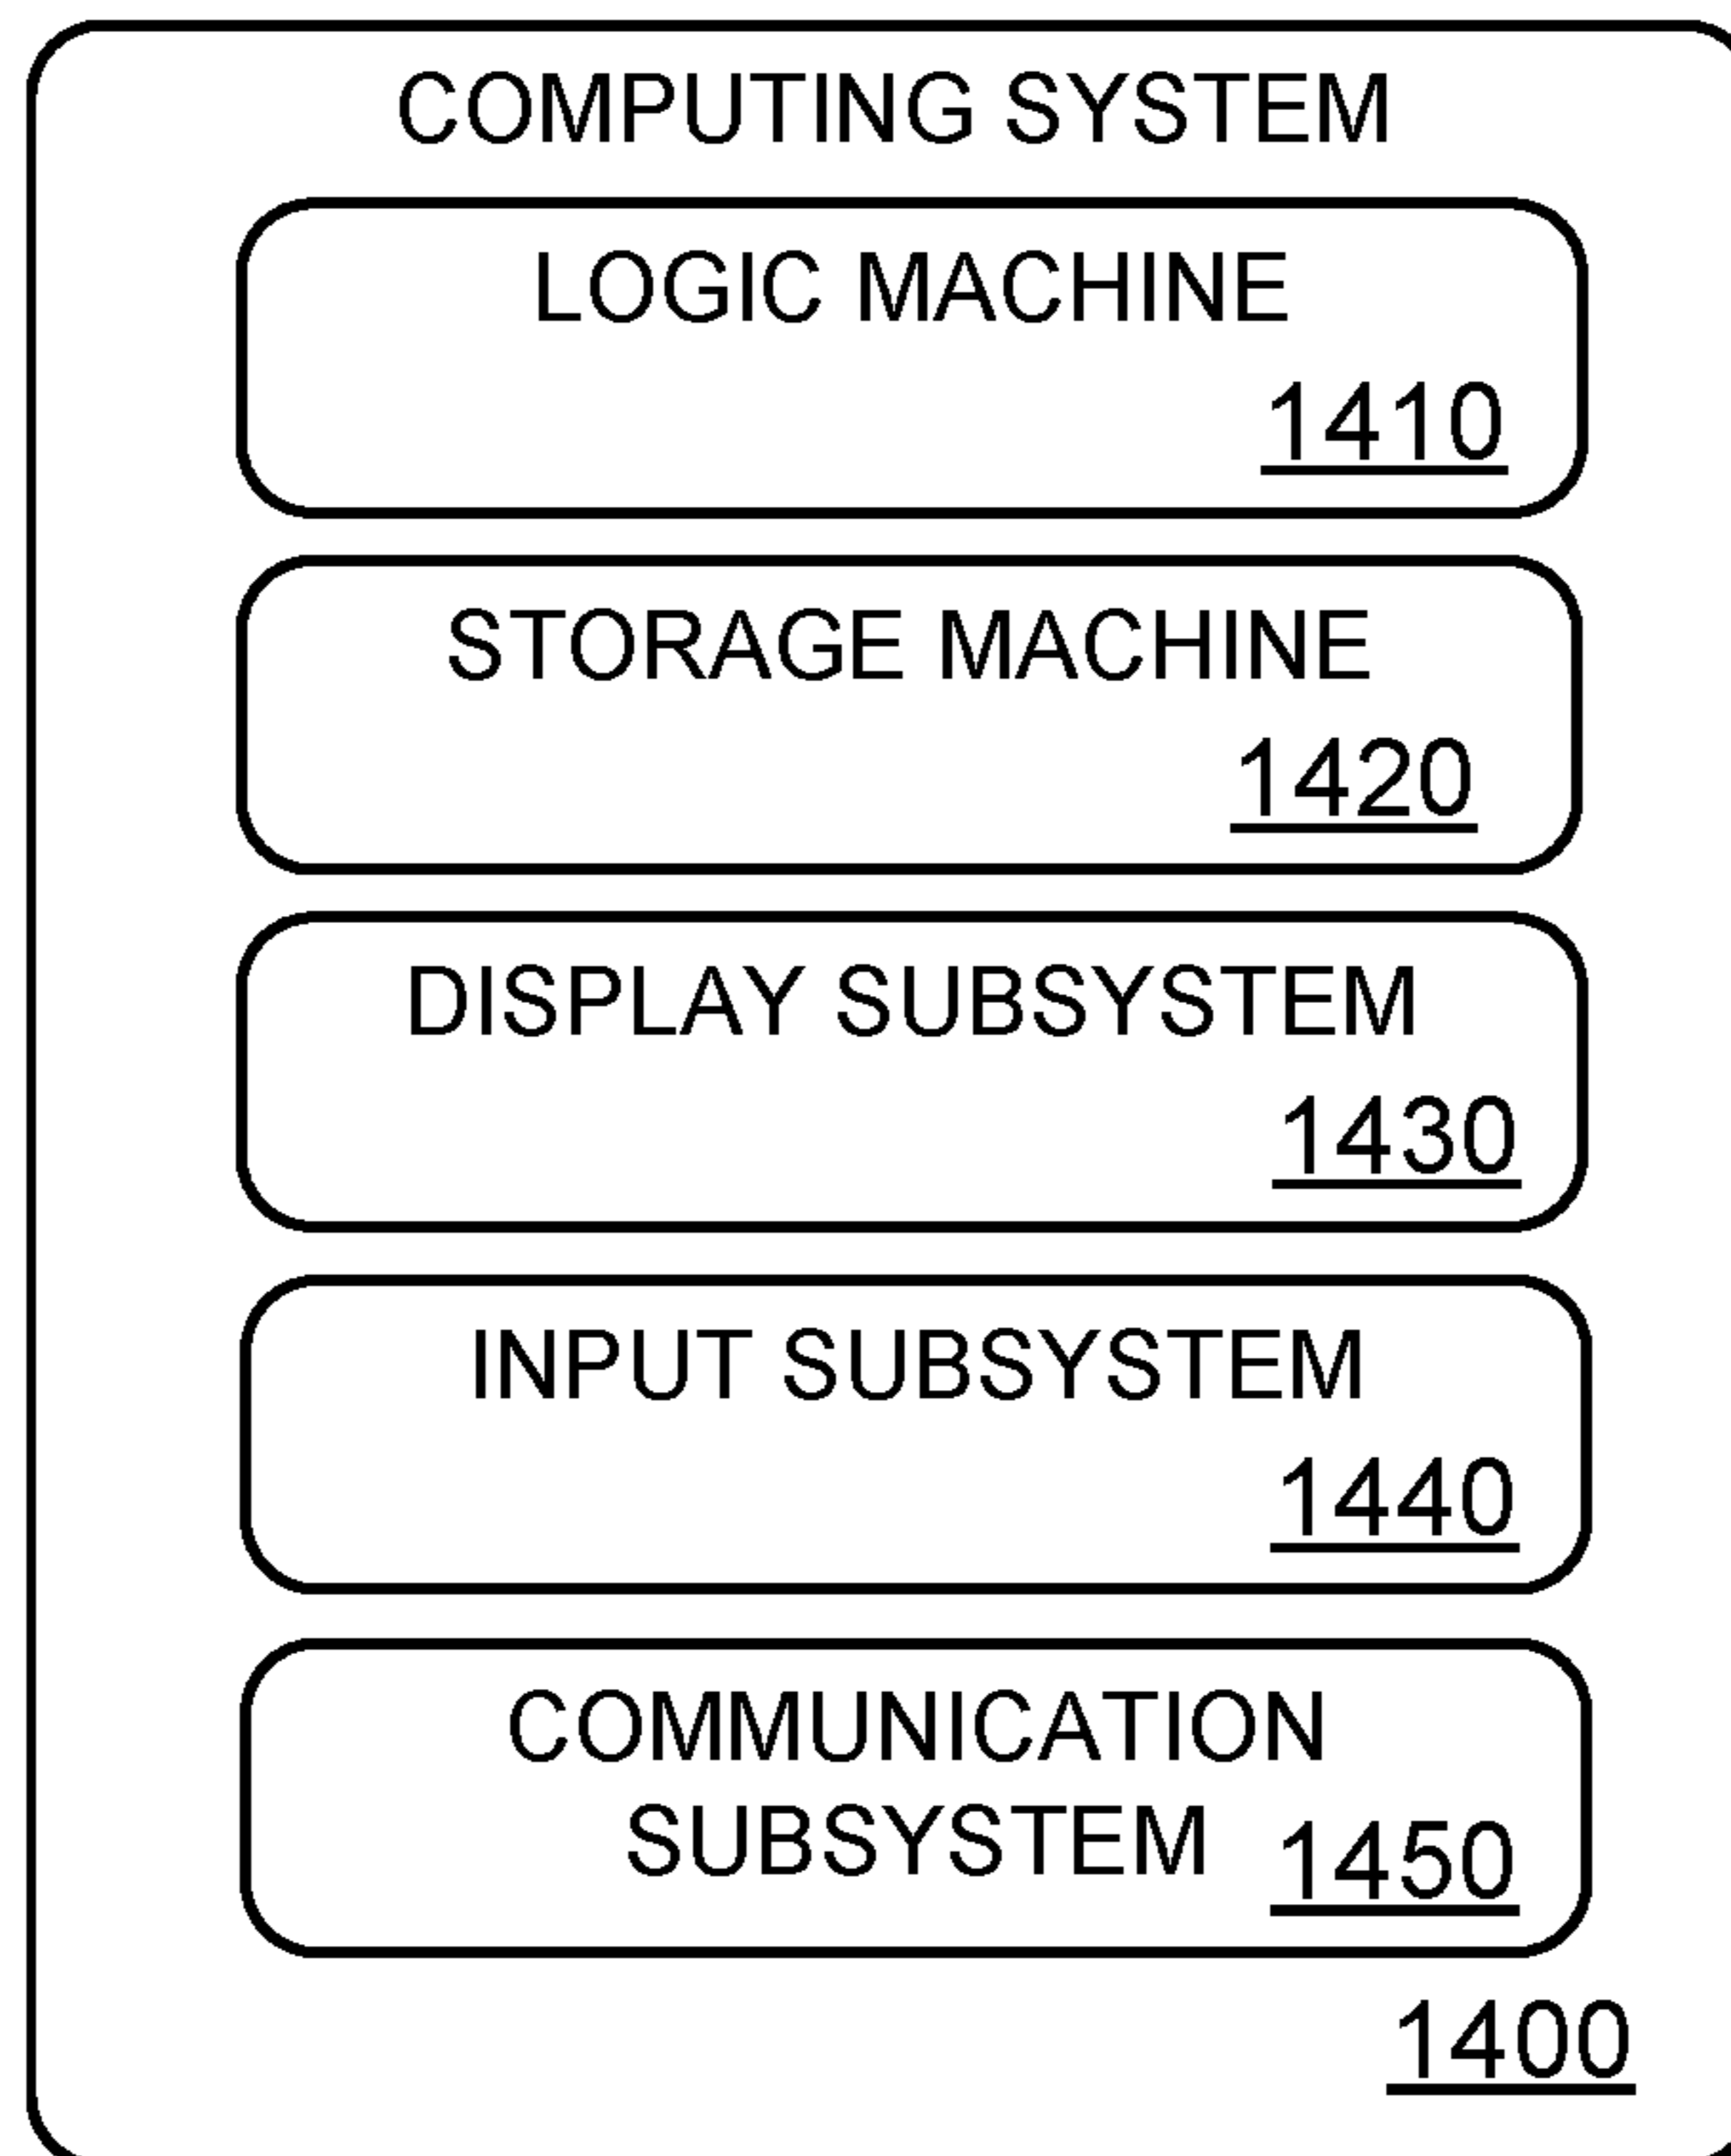 COMPUTING SYSTEM
LOGIC MACHINE
1410
STORAGE MACHINE
1420
DISPLAY SUBSYSTEM
1430
INPUT SUBSYSTEM
1440
COMMUNICATION
SUBSYSTEM 1450
1400